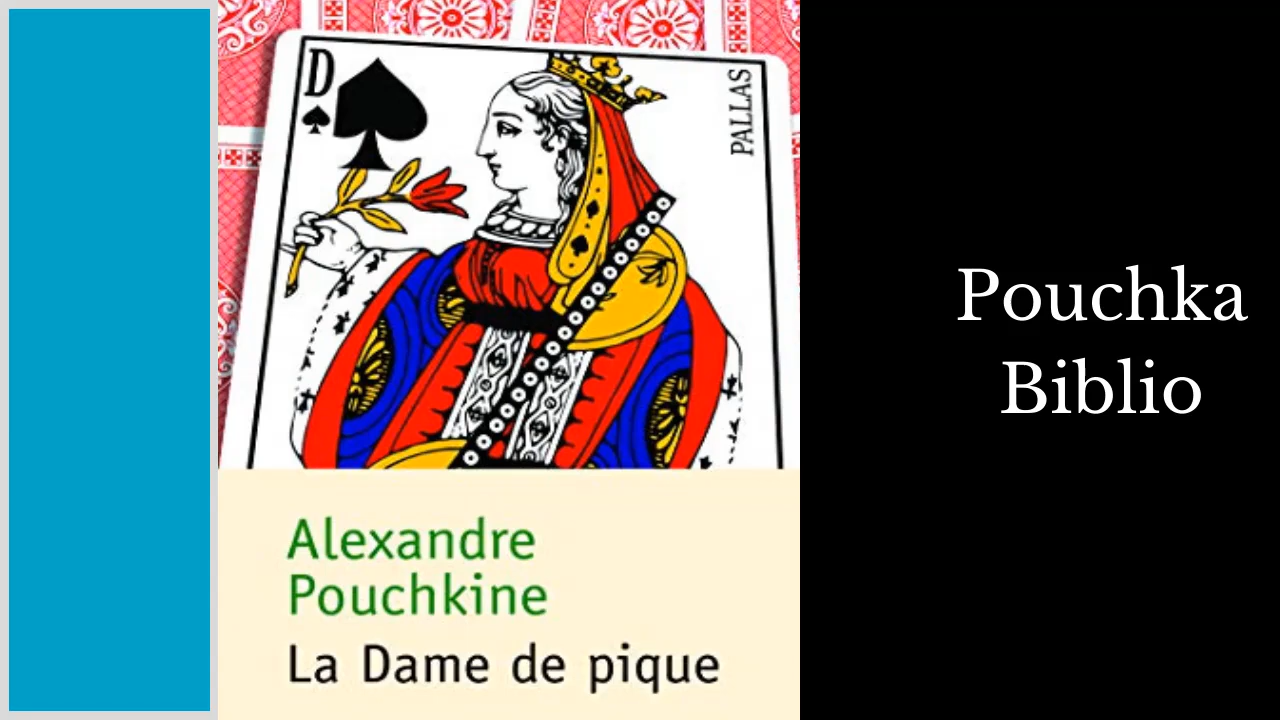 D
PALLAS
Alexandre
Pouchkine
La Dame de pique
Pouchka
Biblio